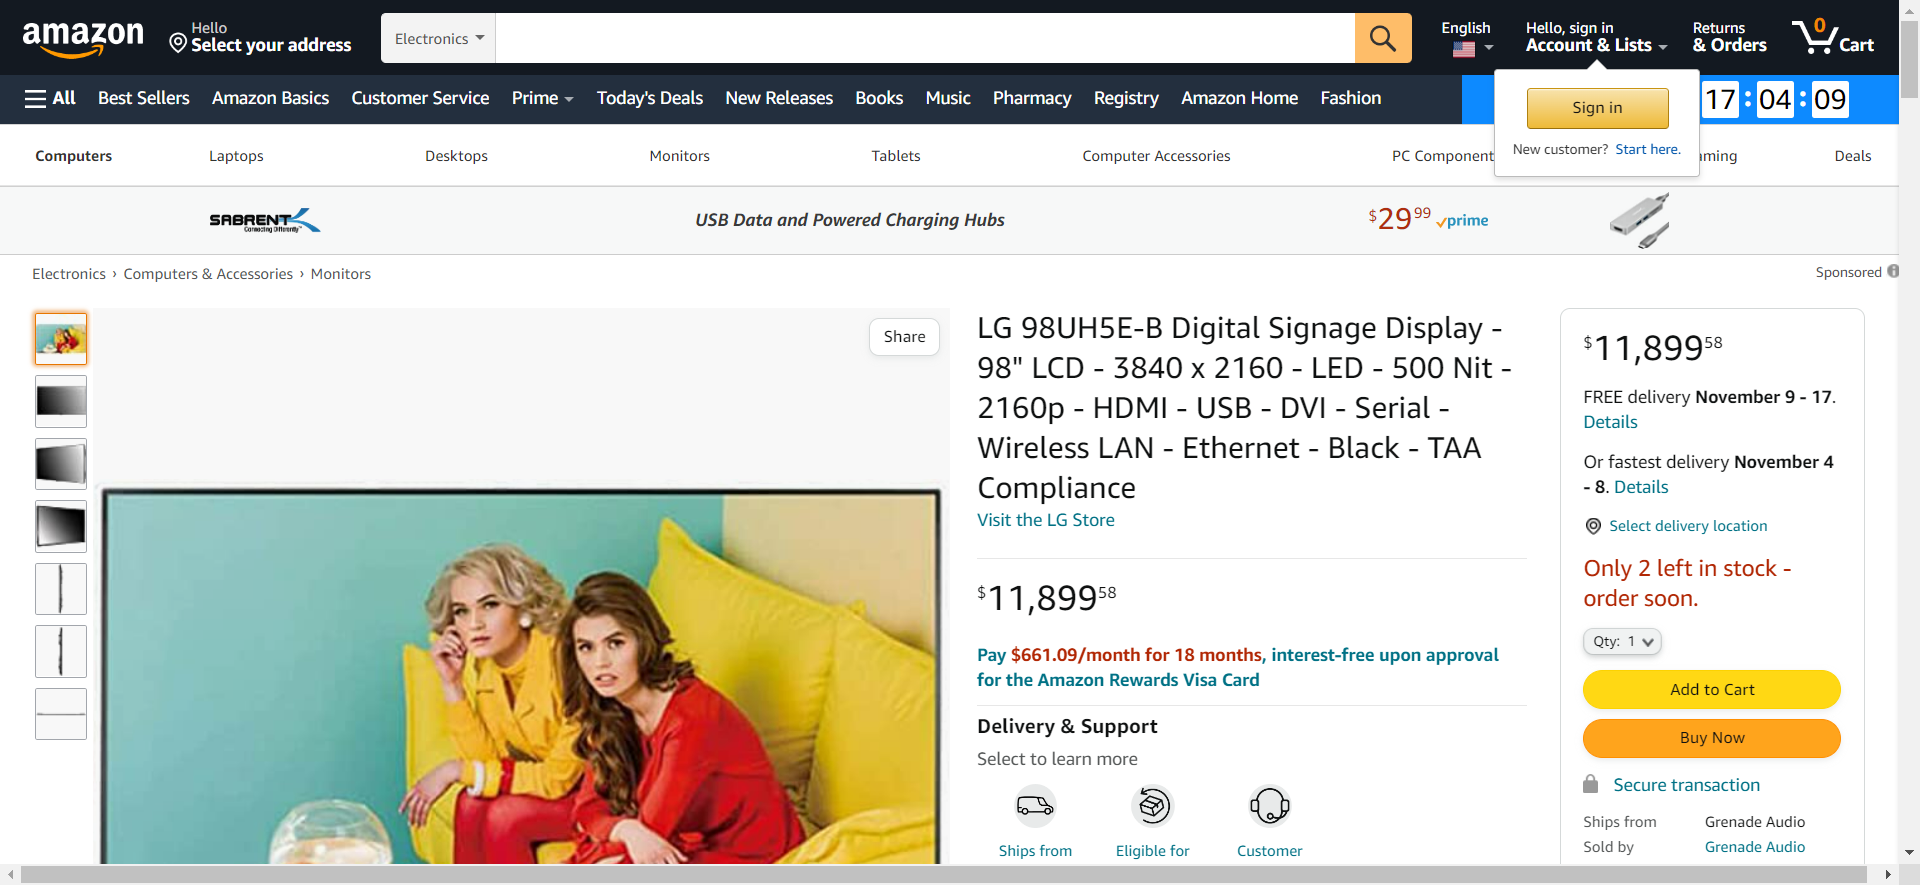 amazon
Hello
Select your address
Electronics
English
Hello, sign in
Account & Lists
Returns
& Orders
0
Cart
All
Best Sellers
Amazon Basics
Customer Service
Prime
Today's Deals
New Releases
Books
Music
Pharmacy
Registry
Amazon Home
Fashion
17 : 04 : 09
Sign in
New customer? Start here.
Computers
Laptops
Desktops
Monitors
Tablets
Computer Accessories
PC Component
ming
Deals
SABRENT
Connecting Differently™
USB Data and Powered Charging Hubs
$29 99 prime
Electronics › Computers & Accessories › Monitors
Sponsored
Share
LG 98UH5E-B Digital Signage Display -
98" LCD - 3840 x 2160 - LED - 500 Nit -
2160p - HDMI - USB - DVI - Serial -
Wireless LAN - Ethernet - Black - TAA
Compliance
Visit the LG Store
$11,899 58
Pay $661.09/month for 18 months, interest-free upon approval
for the Amazon Rewards Visa Card
Delivery & Support
Select to learn more
Ships from
Eligible for
Customer
$11,899 58
FREE delivery November 9 - 17.
Details
Or fastest delivery November 4
- 8. Details
Select delivery location
Only 2 left in stock -
order soon.
Qty: 1
Add to Cart
Buy Now
Secure transaction
Ships from Grenade Audio
Sold by Grenade Audio